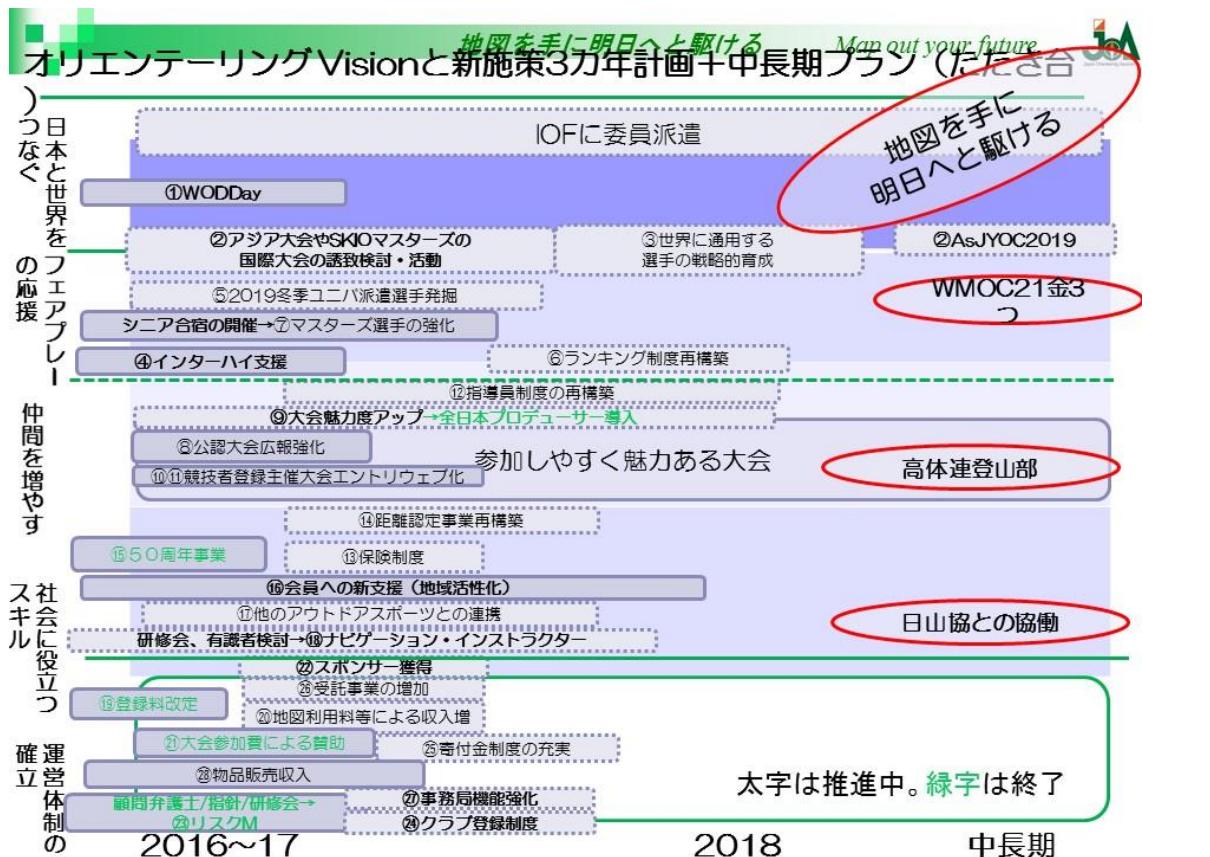 地図を手に明日へと駆ける Map out your future
JOA
オリエンテーリングVisionと新施策3カ年計画+中長期プラン（たたき台
）
日本と世界を
つなぐ
IOFに委員派遣
地図を手に
明日へと駆ける
①WODDay
②アジア大会やSKIOマスターズの
国際大会の誘致検討・活動
③世界に通用する
選手の戦略的育成
②AsJYOC2019
フェアプレー
の応援
⑤2019冬季ユニバ派遣選手発掘
WMOC21金3
つ
シニア合宿の開催→⑦マスターズ選手の強化
④インターハイ支援
⑥ランキング制度再構築
仲間を増やす
⑫指導員制度の再構築
⑨大会魅力度アップ→全日本プロデューサー導入
⑧公認大会広報強化
参加しやすく魅力ある大会
高体連登山部
⑩⑪競技者登録主催大会エントリウェブ化
⑭距離認定事業再構築
⑮５０周年事業
⑬保険制度
社会に役立つ
スキル
⑯会員への新支援（地域活性化）
⑰他のアウトドアスポーツとの連携
日山協との協働
研修会、有識者検討→⑱ナビゲーション・インストラクター
㉒スポンサー獲得
㉖受託事業の増加
⑲登録料改定
⑳地図利用料等による収入増
運営体制の
確立
㉑大会参加費による賛助
㉕寄付金制度の充実
㉘物品販売収入
太字は推進中。緑字は終了
顧問弁護士/指針/研修会→
㉓リスクM
㉗事務局機能強化
㉔クラブ登録制度
2016～17
2018
中長期